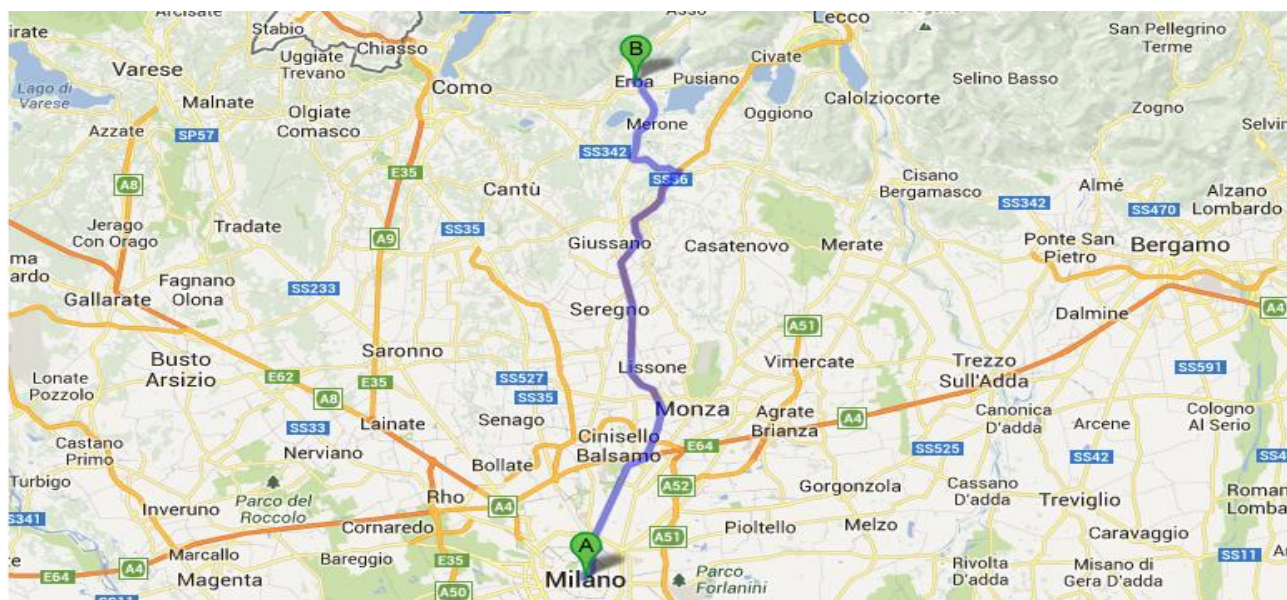 Arcisate
Asso
Lecco
San Pellegrino
Terme
Stabio
Chiasso
B
Civate
Uggiate
Trevano
Varese
Erba
Pusiano
Selino Basso
Lago di
Varese
Malnate
Como
Calolziocorte
Zogno
Olgiate
Comasco
Oggiono
Merone
Azzate
SP57
SS342
E35
SS36
Cisano
Bergamasco
A8
Cantù
Almé
Alzano
Lombardo
SS342
SS470
Jerago
Con Orago
Tradate
SS35
A9
Giussano
Casatenovo
Merate
Ponte San
Pietro
Bergamo
Fagnano
Olona
SS233
Gallarate
Seregno
A4
Dalmine
A51
Saronno
Busto
Arsizio
Lissone
Vimercate
Trezzo
Sull'Adda
SS591
Lonate
Pozzolo
E62
E35
SS527
A8
SS35
Monza
SS33
Lainate
Senago
Agrate
Brianza
A4
Canonica
D'adda
Arcene
Cologno
Al Serio
Castano
Primo
Nerviano
Cinisello
Balsamo
E64
SS525
SS42
Turbigo
Bollate
Cassano
D'adda
Parco del
Roccolo
Rho
A52
Gorgonzola
Treviglio
SS341
Inveruno
A4
Cornaredo
Pioltello
Melzo
Caravaggio
Marcallo
Bareggio
E35
A
A51
SS11
E64
A4
Magenta
Milano
Parco
Forlanini
Rivolta
D'adda
Misano di
Gera D'adda
A50
SS11